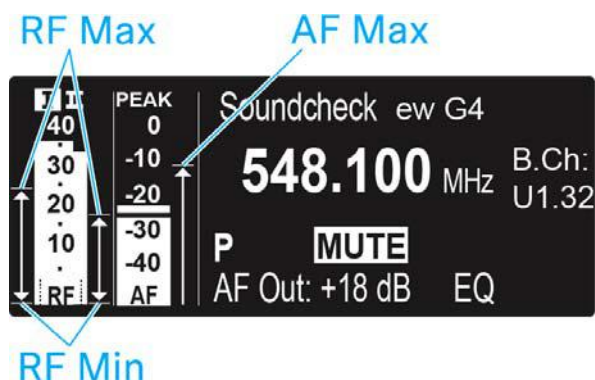 RF Max AF Max
I II PEAK Soundcheck ew G4
40 0
30 -10 548.100 MHz B.Ch:
20 -20 U1.32
10 -30 P MUTE
-40
RF AF AF Out: +18 dB EQ
RF Min